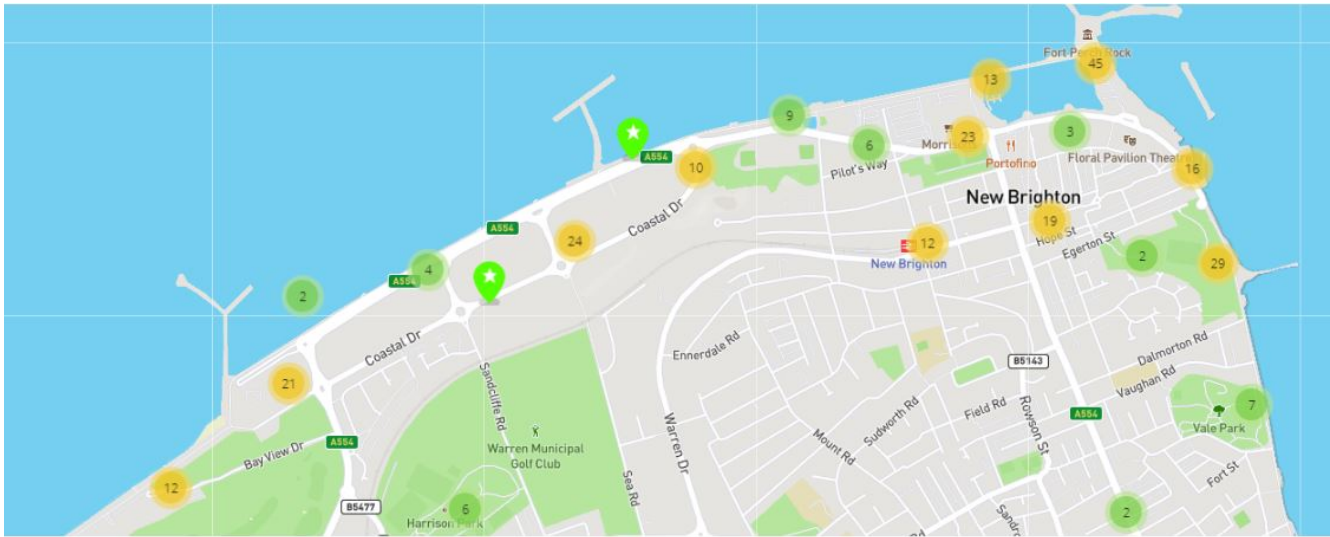 Fort Perch Rock
45
13
9
A554
6
Morri
23
3
Portofino
Floral Pavilion Theatre
10
Pilot's Way
16
New Brighton
Coastal Dr
19
Hope St
A554
24
12
Egerton St
New Brighton
2
29
4
A554
2
Coastal Dr
Ennerdale Rd
Dalmorton Rd
B5143
Vaughan Rd
21
Sandcliffe Rd
Field Rd
Sudworth Rd
7
A554
Rowson St
Vale Park
Warren Dr
Mount Rd
Warren Municipal
Golf Club
A554
Bay View Dr
Fort St
12
Sea Rd
B5477
6
Harrison Park
2
Sandro